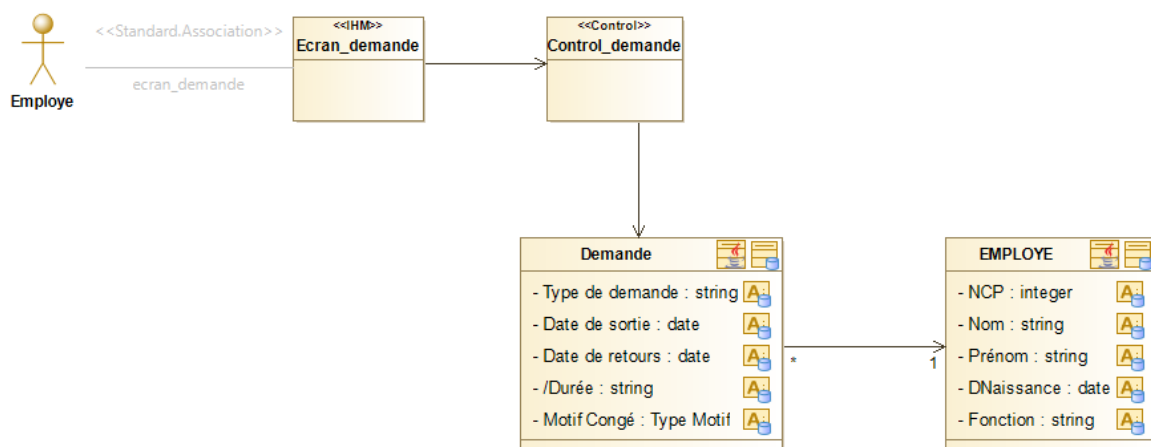 <<Standard.Association>>
ecran_demande
Employe
<<IHM>>
Ecran_demande
<<Control>>
Control_demande
Demande
- Type de demande : string
- Date de sortie : date
- Date de retours : date
- /Durée : string
- Motif Congé : Type Motif
*
1
EMPLOYE
- NCP : integer
- Nom : string
- Prénom : string
- DNaissance : date
- Fonction : string